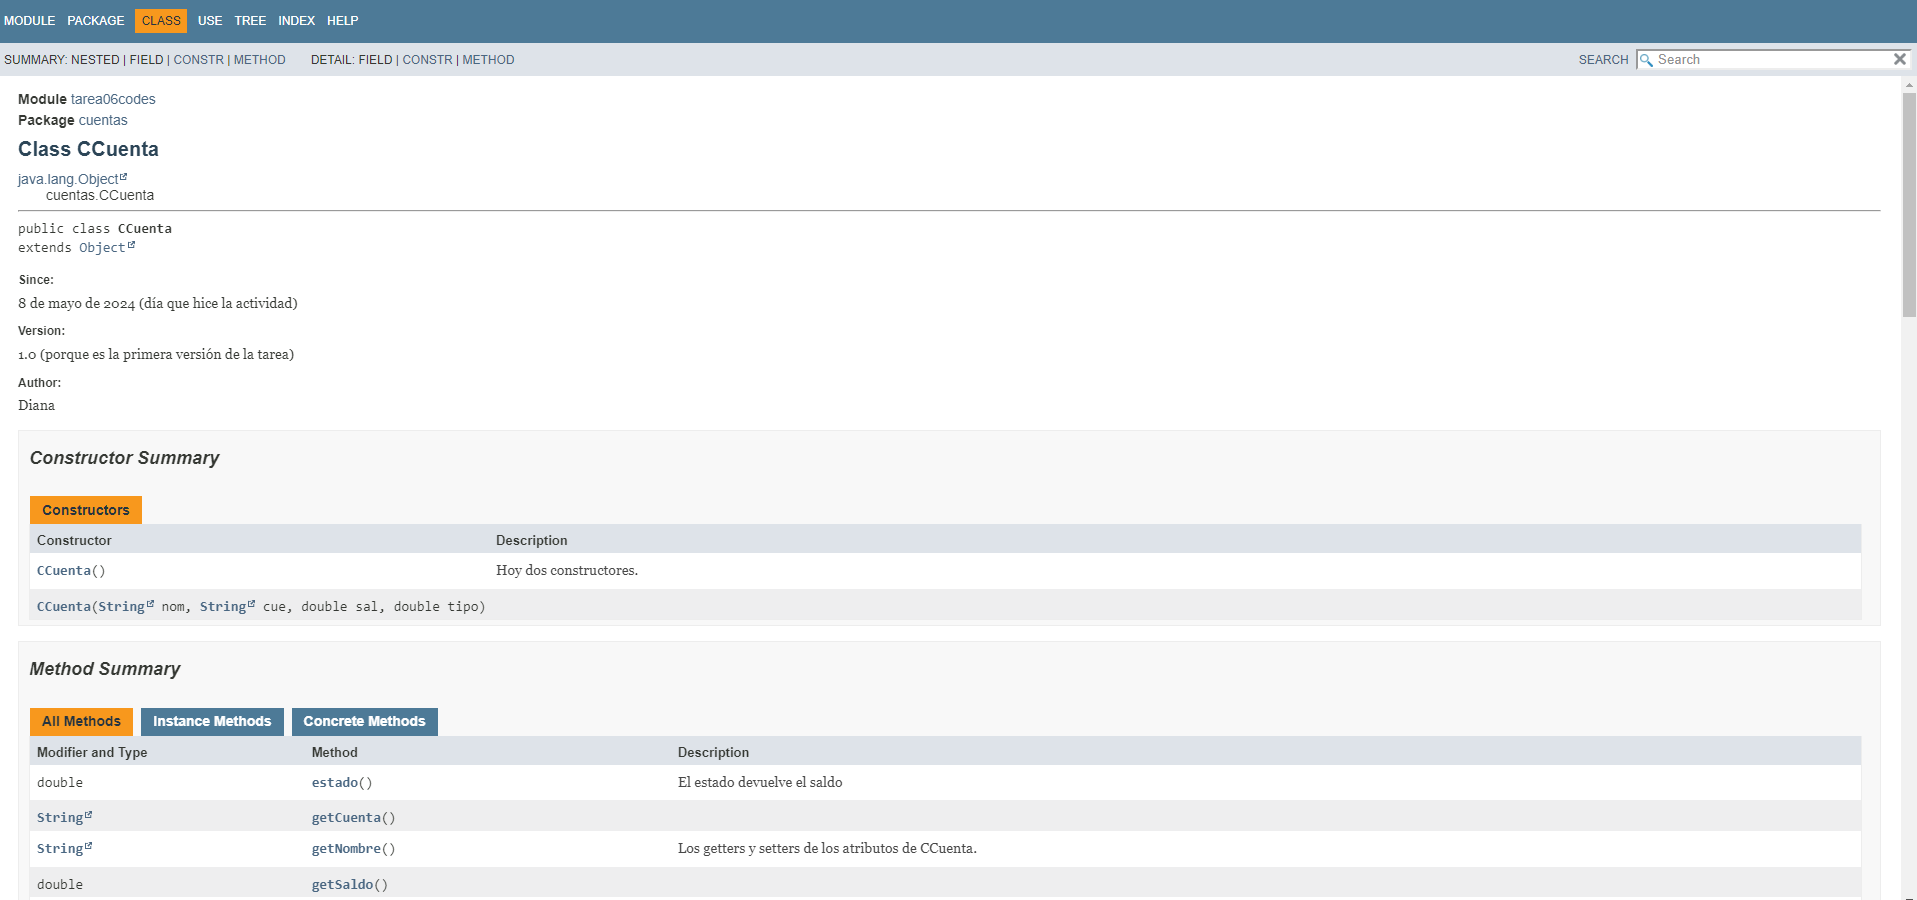 MODULE PACKAGE CLASS USE TREE INDEX HELP
SUMMARY: NESTED | FIELD | CONSTR | METHOD DETAIL: FIELD | CONSTR | METHOD SEARCH Search
Module tarea06codes
Package cuentas
Class CCuenta
java.lang.Object
cuentas.CCuenta
public class CCuenta
extends Object
Since:
8 de mayo de 2024 (día que hice la actividad)
Version:
1.0 (porque es la primera versión de la tarea)
Author:
Diana
Constructor Summary
Constructors
Constructor Description
CCuenta() Hoy dos constructores.
CCuenta(String nom, String cue, double sal, double tipo)
Method Summary
All Methods Instance Methods Concrete Methods
Modifier and Type Method Description
double estado() El estado devuelve el saldo
String getCuenta()
String getNombre() Los getters y setters de los atributos de CCuenta.
double getSaldo()